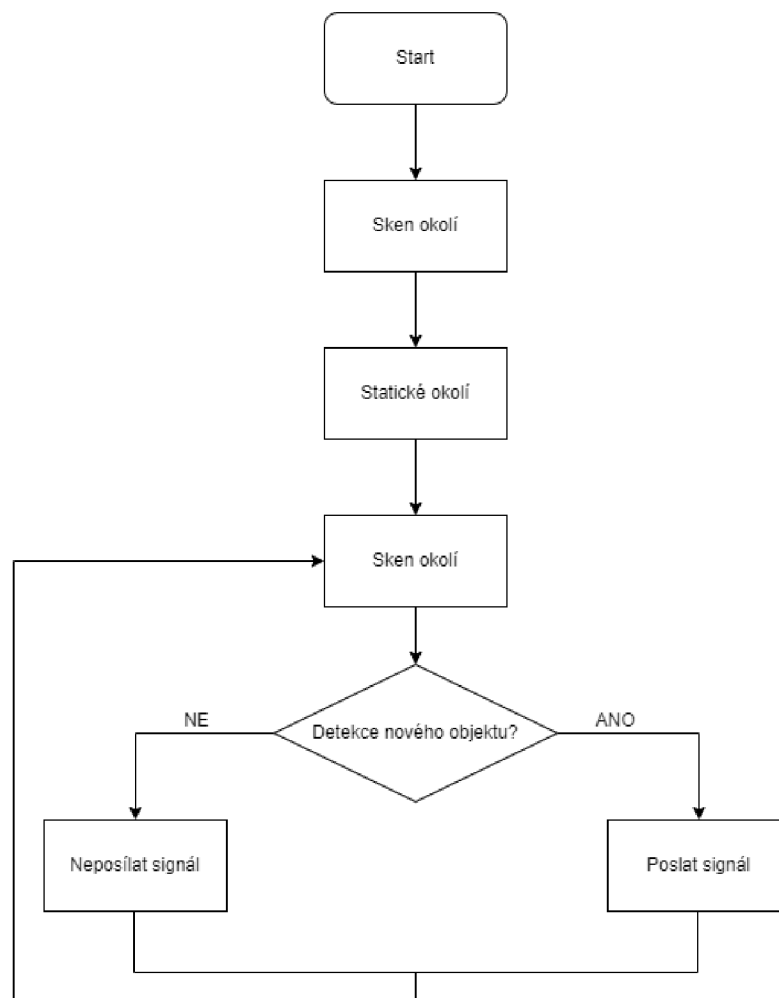 Start
Sken okolí
Statické okolí
Sken okolí
Detekce nového objektu?
NE
ANO
Neposílat signál
Poslat signál